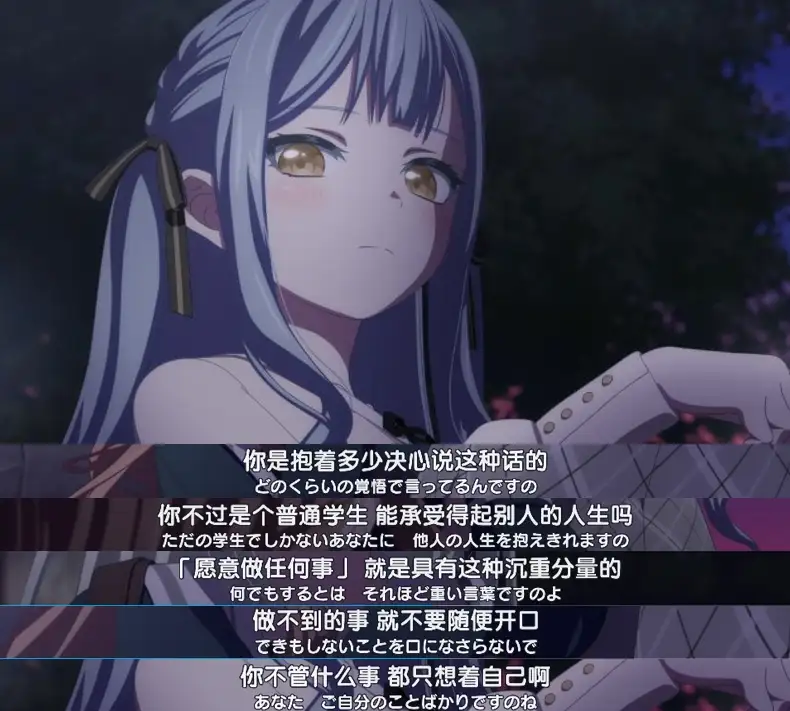 你是抱着多少决心说这种话的
どのくらいの覚悟で言ってるんですの
你不过是个普通学生 能承受得起别人的人生吗
ただの学生でしかないあなたに 他人の人生を抱えきれますの
「愿意做任何事」 就是具有这种沉重分量的
何でもするとは それほど重い言葉ですのよ
做不到的事 就不要随便开口
できもしないことを口になさらないで
你不管什么事 都只想着自己啊
あなた ご自分のことばかりですのね